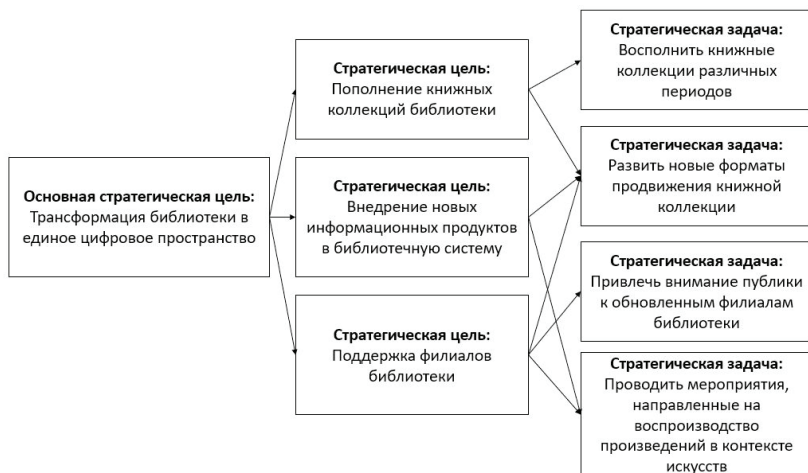 Основная стратегическая цель:
Трансформация библиотеки в
единое цифровое пространство
Стратегическая цель:
Пополнение книжных
коллекций библиотеки
Стратегическая цель:
Внедрение новых
информационных продуктов
в библиотечную систему
Стратегическая цель:
Поддержка филиалов
библиотеки
Стратегическая задача:
Восполнить книжные
коллекции различных
периодов
Стратегическая задача:
Развить новые форматы
продвижения книжной
коллекции
Стратегическая задача:
Привлечь внимание публики
к обновленным филиалам
библиотеки
Стратегическая задача:
Проводить мероприятия,
направленные на
воспроизводство
произведений в контексте
искусств